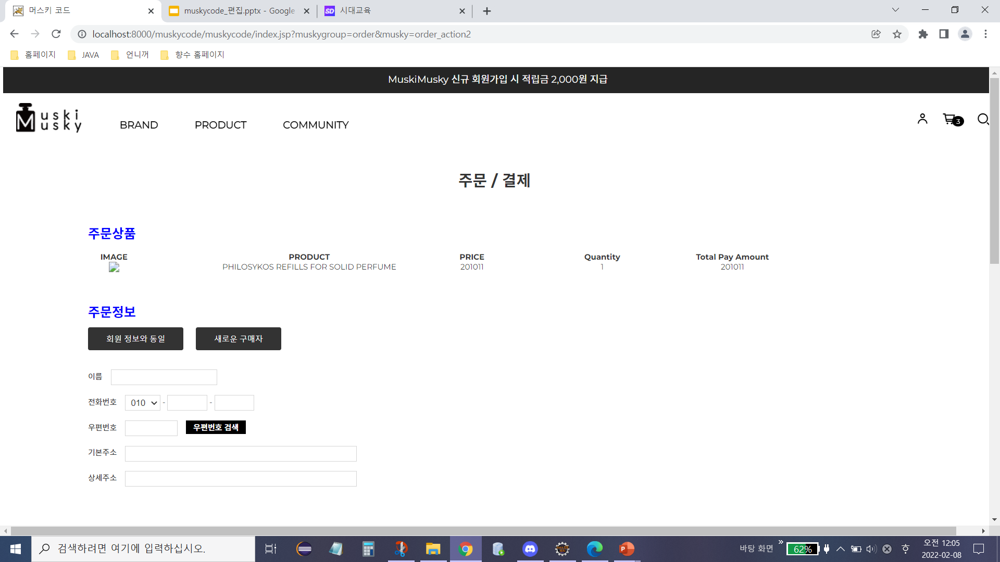 머스키 코드
muskycode_편집.pptx - Google
SD 시대교육
localhost:8000/muskycode/muskycode/index.jsp?muskygroup=order&musky=order_action2
홈페이지 JAVA 언니꺼 향수 홈페이지
MuskiMusky 신규 회원가입 시 적립금 2,000원 지급
Muski
Musky
BRAND PRODUCT COMMUNITY
3
주문 / 결제
주문상품
IMAGE PRODUCT PRICE Quantity Total Pay Amount
PHILOSYKOS REFILLS FOR SOLID PERFUME 201011 1 201011
주문정보
회원 정보와 동일 새로운 구매자
이름
전화번호 010 - -
우편번호 우편번호 검색
기본주소
상세주소
검색하려면 여기에 입력하십시오.
바탕 화면 » 62% 오전 12:05
2022-02-08